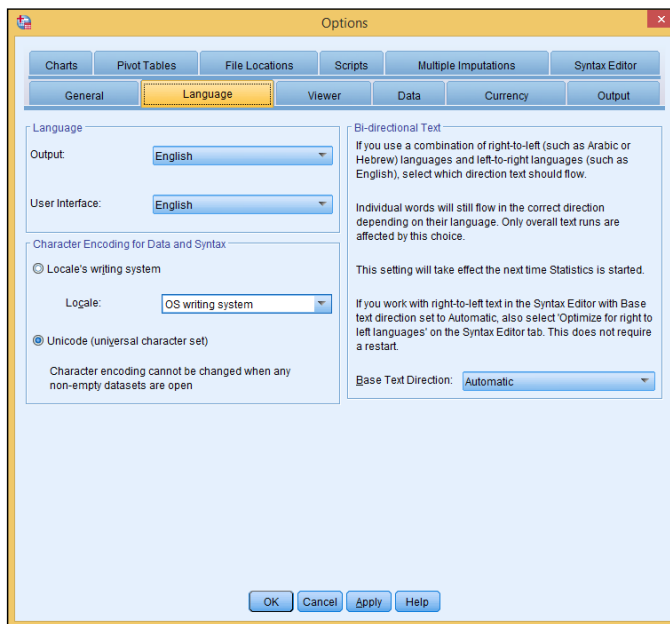 Options
Charts
Pivot Tables
File Locations
Scripts
Multiple Imputations
Syntax Editor
General
Language
Viewer
Data
Currency
Output
Language
Output:
English
User Interface:
English
Character Encoding for Data and Syntax
Locale's writing system
Locale:
OS writing system
Unicode (universal character set)
Character encoding cannot be changed when any
non-empty datasets are open
Bi-directional Text
If you use a combination of right-to-left (such as Arabic or
Hebrew) languages and left-to-right languages (such as
English), select which direction text should flow.
Individual words will still flow in the correct direction
depending on their language. Only overall text runs are
affected by this choice.
This setting will take effect the next time Statistics is started.
If you work with right-to-left text in the Syntax Editor with Base
text direction set to Automatic, also select 'Optimize for right to
left languages' on the Syntax Editor tab. This does not require
a restart.
Base Text Direction:
Automatic
OK
Cancel
Apply
Help